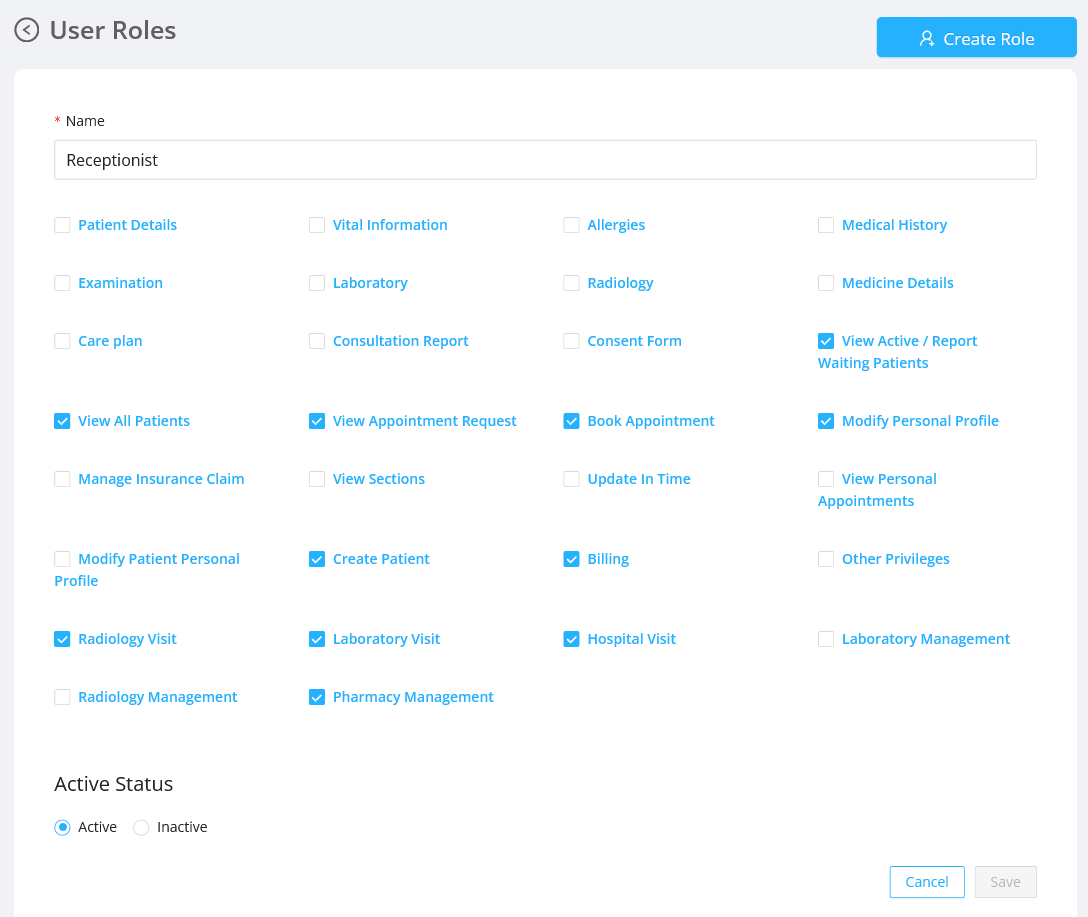 User Roles
Create Role
* Name
Receptionist
Patient Details
Vital Information
Allergies
Medical History
Examination
Laboratory
Radiology
Medicine Details
Care plan
Consultation Report
Consent Form
View Active / Report
Waiting Patients
View All Patients
View Appointment Request
Book Appointment
Modify Personal Profile
Manage Insurance Claim
View Sections
Update In Time
View Personal
Appointments
Modify Patient Personal
Profile
Create Patient
Billing
Other Privileges
Radiology Visit
Laboratory Visit
Hospital Visit
Laboratory Management
Radiology Management
Pharmacy Management
Active Status
Active
Inactive
Cancel
Save